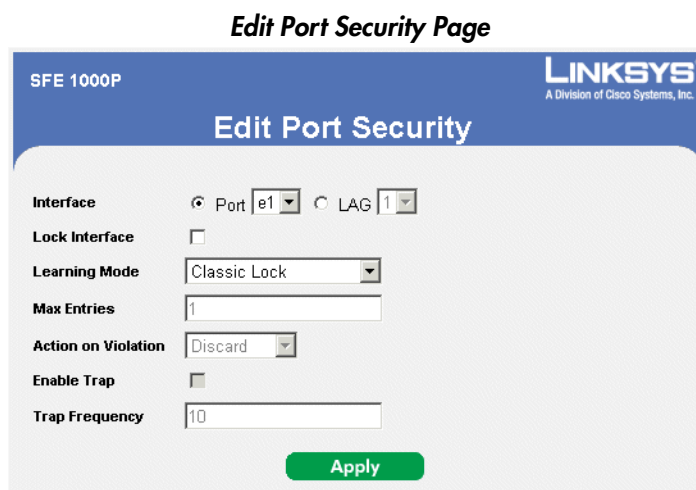 Edit Port Security Page
SFE 1000P
LINKSYS
A Division of Cisco Systems, Inc.
Edit Port Security
Interface Port e1 LAG 1
Lock Interface
Learning Mode Classic Lock
Max Entries 1
Action on Violation Discard
Enable Trap
Trap Frequency 10
Apply